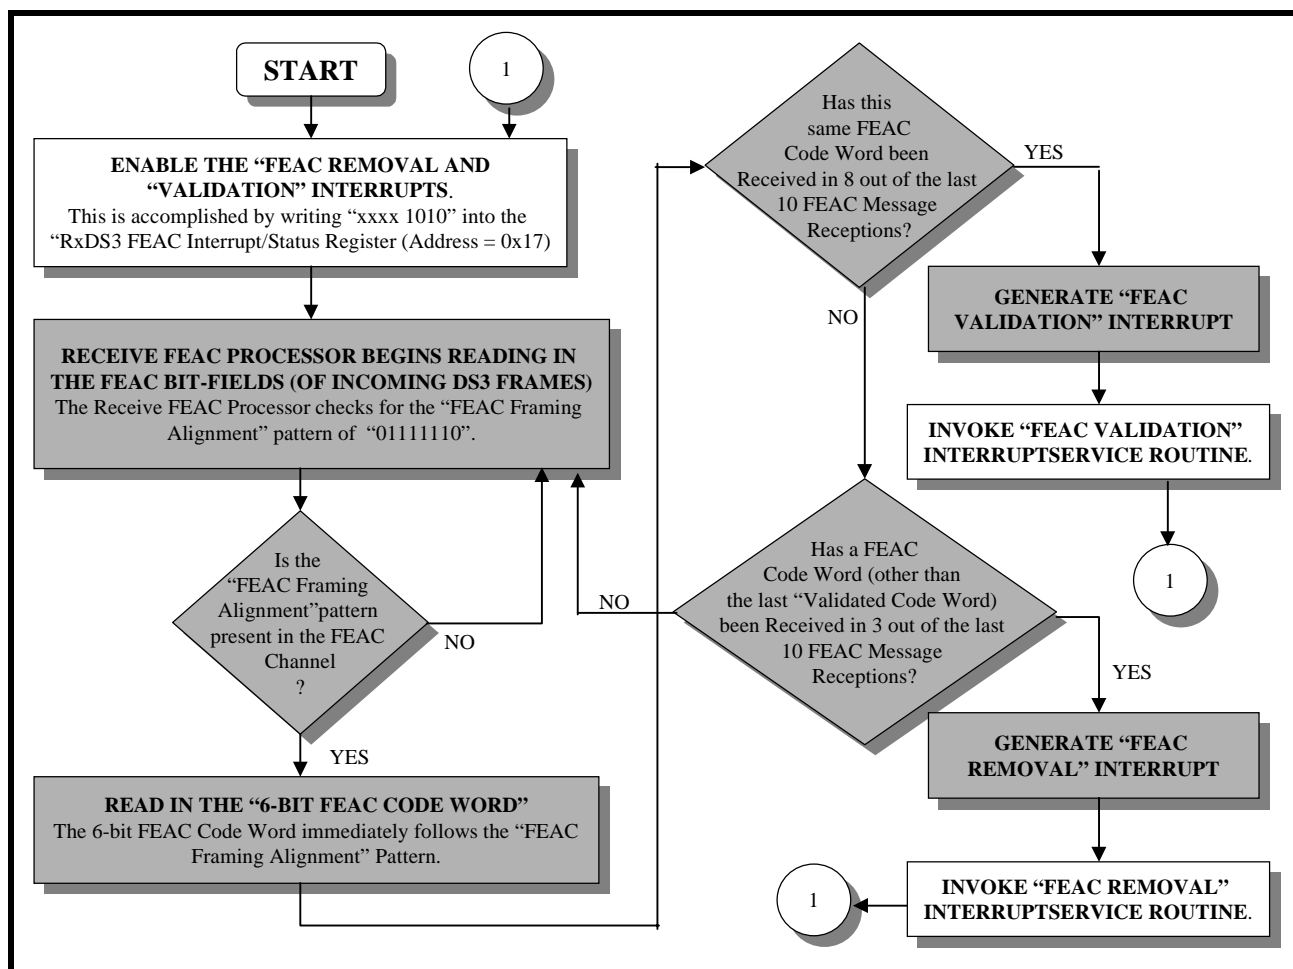 START
1
ENABLE THE “FEAC REMOVAL AND
“VALIDATION” INTERRUPTS.
This is accomplished by writing “xxxx 1010” into the
“RxDS3 FEAC Interrupt/Status Register (Address = 0x17)
RECEIVE FEAC PROCESSOR BEGINS READING IN
THE FEAC BIT-FIELDS (OF INCOMING DS3 FRAMES)
The Receive FEAC Processor checks for the “FEAC Framing
Alignment” pattern of “01111110”.
Is the
“FEAC Framing
Alignment”pattern
present in the FEAC
Channel
?
NO
YES
READ IN THE “6-BIT FEAC CODE WORD”
The 6-bit FEAC Code Word immediately follows the “FEAC
Framing Alignment” Pattern.
Has this
same FEAC
Code Word been
Received in 8 out of the last
10 FEAC Message
Receptions?
YES
NO
GENERATE “FEAC
VALIDATION” INTERRUPT
INVOKE “FEAC VALIDATION”
INTERRUPTSERVICE ROUTINE.
1
Has a FEAC
Code Word (other than
the last “Validated Code Word)
been Received in 3 out of the last
10 FEAC Message
Receptions?
NO
YES
GENERATE “FEAC
REMOVAL” INTERRUPT
INVOKE “FEAC REMOVAL”
INTERRUPTSERVICE ROUTINE.
1